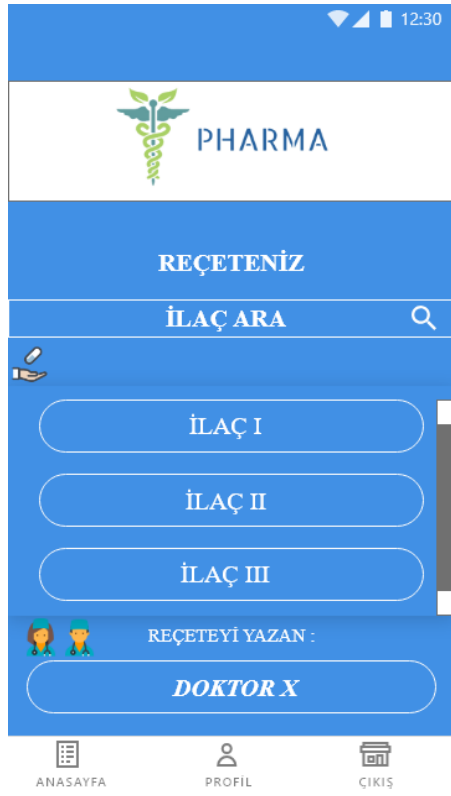 12:30
PHARMA
REÇETENİZ
İLAÇ ARA
İLAÇ I
İLAÇ II
İLAÇ III
REÇETEYİ YAZAN :
DOKTOR X
ANASAYFA PROFİL ÇIKIŞ